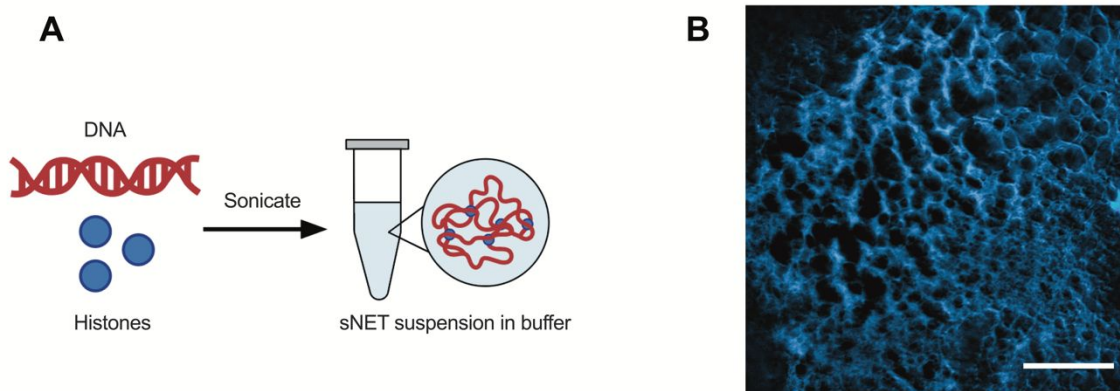 A
B
DNA
Sonicate
Histones
sNET suspension in buffer